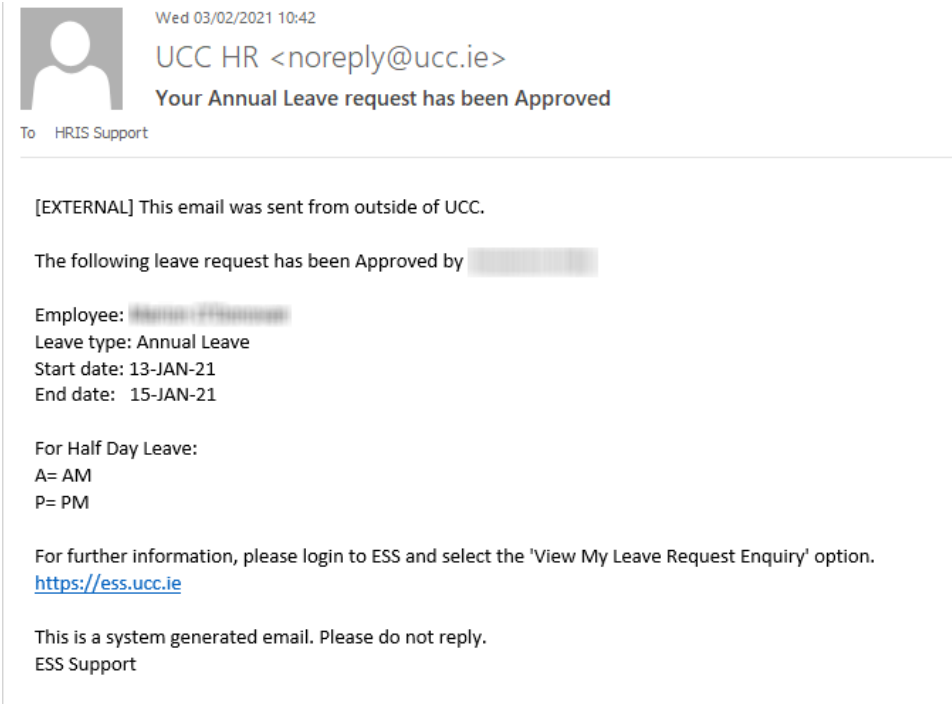 Wed 03/02/2021 10:42
UCC HR <noreply@ucc.ie>
Your Annual Leave request has been Approved
To HRIS Support
[EXTERNAL] This email was sent from outside of UCC.
The following leave request has been Approved by
Employee:
Leave type: Annual Leave
Start date: 13-JAN-21
End date: 15-JAN-21
For Half Day Leave:
A= AM
P= PM
For further information, please login to ESS and select the 'View My Leave Request Enquiry' option.
https://ess.ucc.ie
This is a system generated email. Please do not reply.
ESS Support